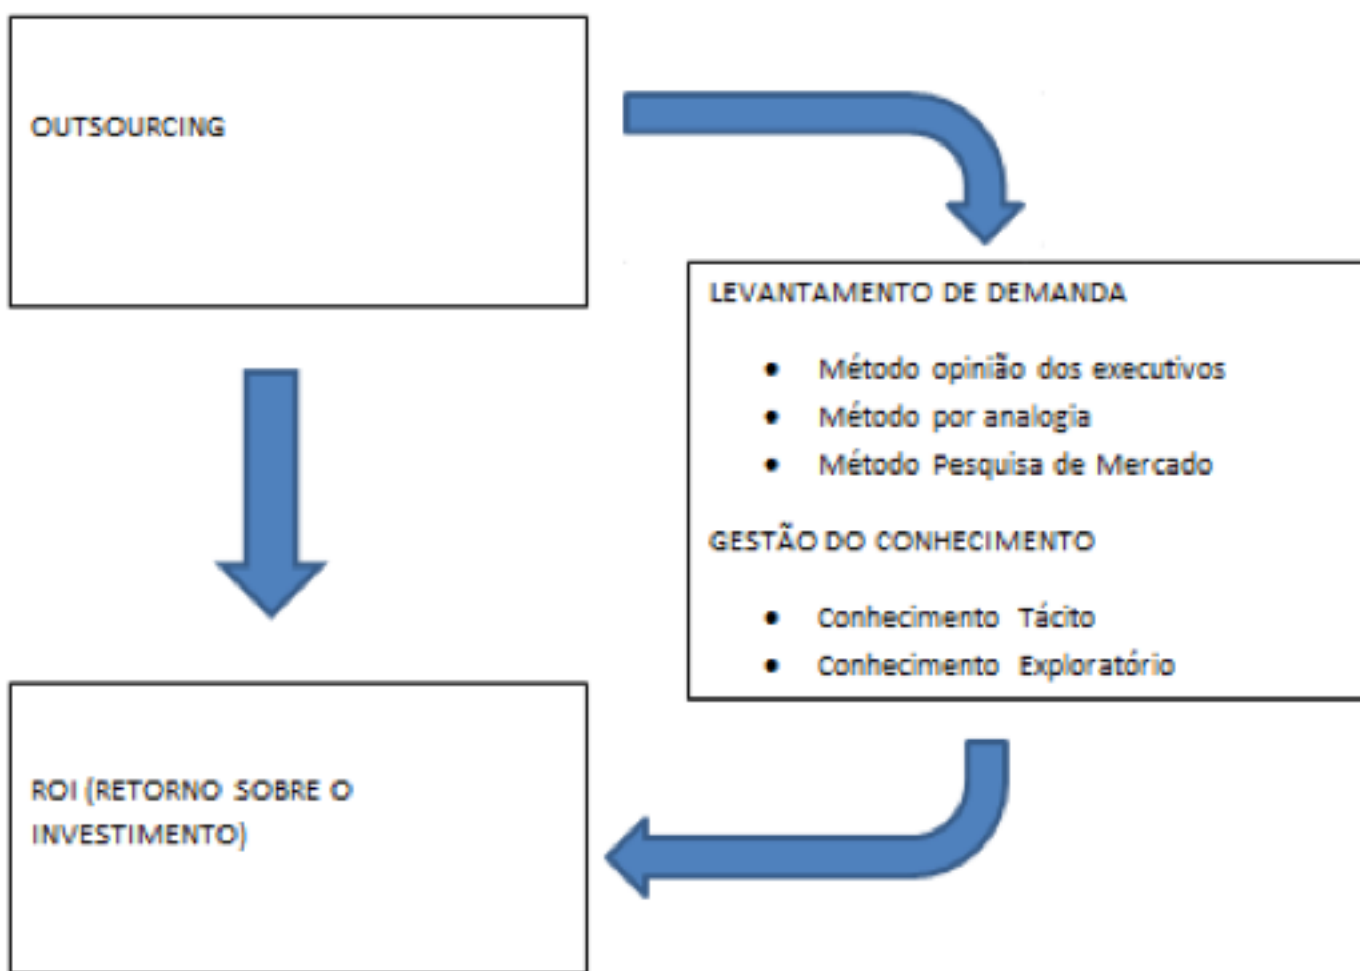 OUTSOURCING
LEVANTAMENTO DE DEMANDA
• Método opinião dos executivos
• Método por analogia
• Método Pesquisa de Mercado
GESTÃO DO CONHECIMENTO
• Conhecimento Tácito
• Conhecimento Exploratório
ROI (RETORNO SOBRE O
INVESTIMENTO)